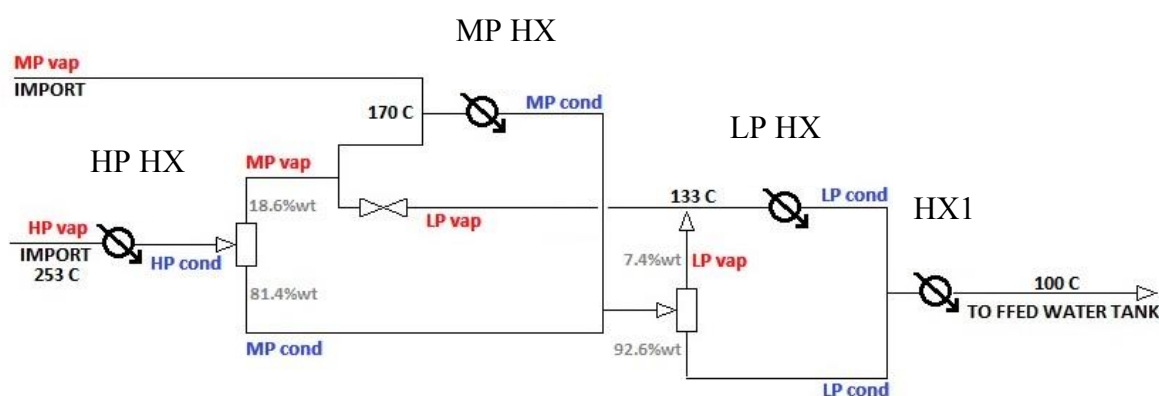 MP HX
MP vap
IMPORT
170 C
MP cond
LP HX
HP HX
MP vap
18.6%wt
133 C
LP cond
HX1
HP vap
IMPORT
253 C
HP cond
LP vap
7.4%wt
LP vap
100 C
TO FFED WATER TANK
81.4%wt
92.6%wt
MP cond
LP cond